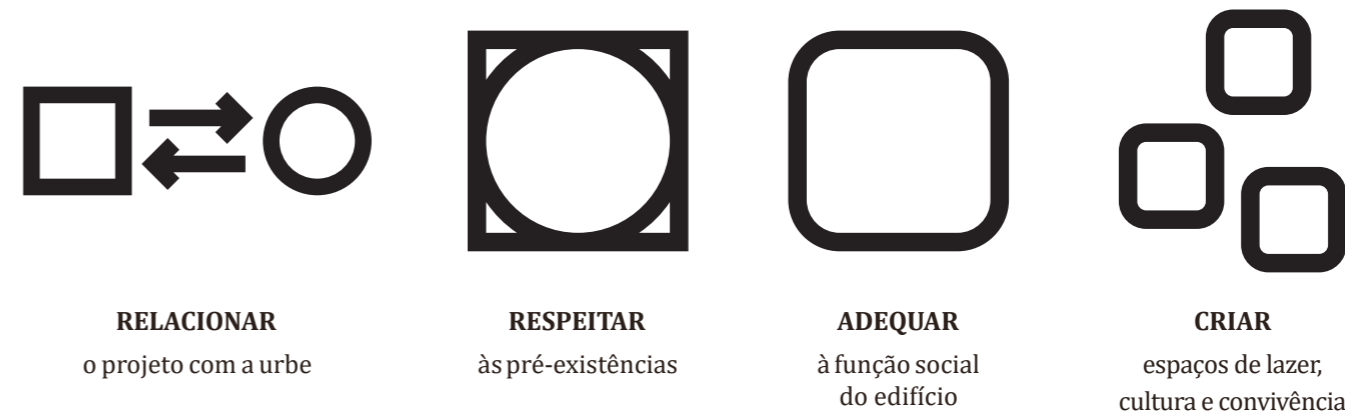 RELACIONAR
o projeto com a urbe
RESPEITAR
às pré-existências
ADEQUAR
à função social
do edifício
CRIAR
espaços de lazer,
cultura e convivência